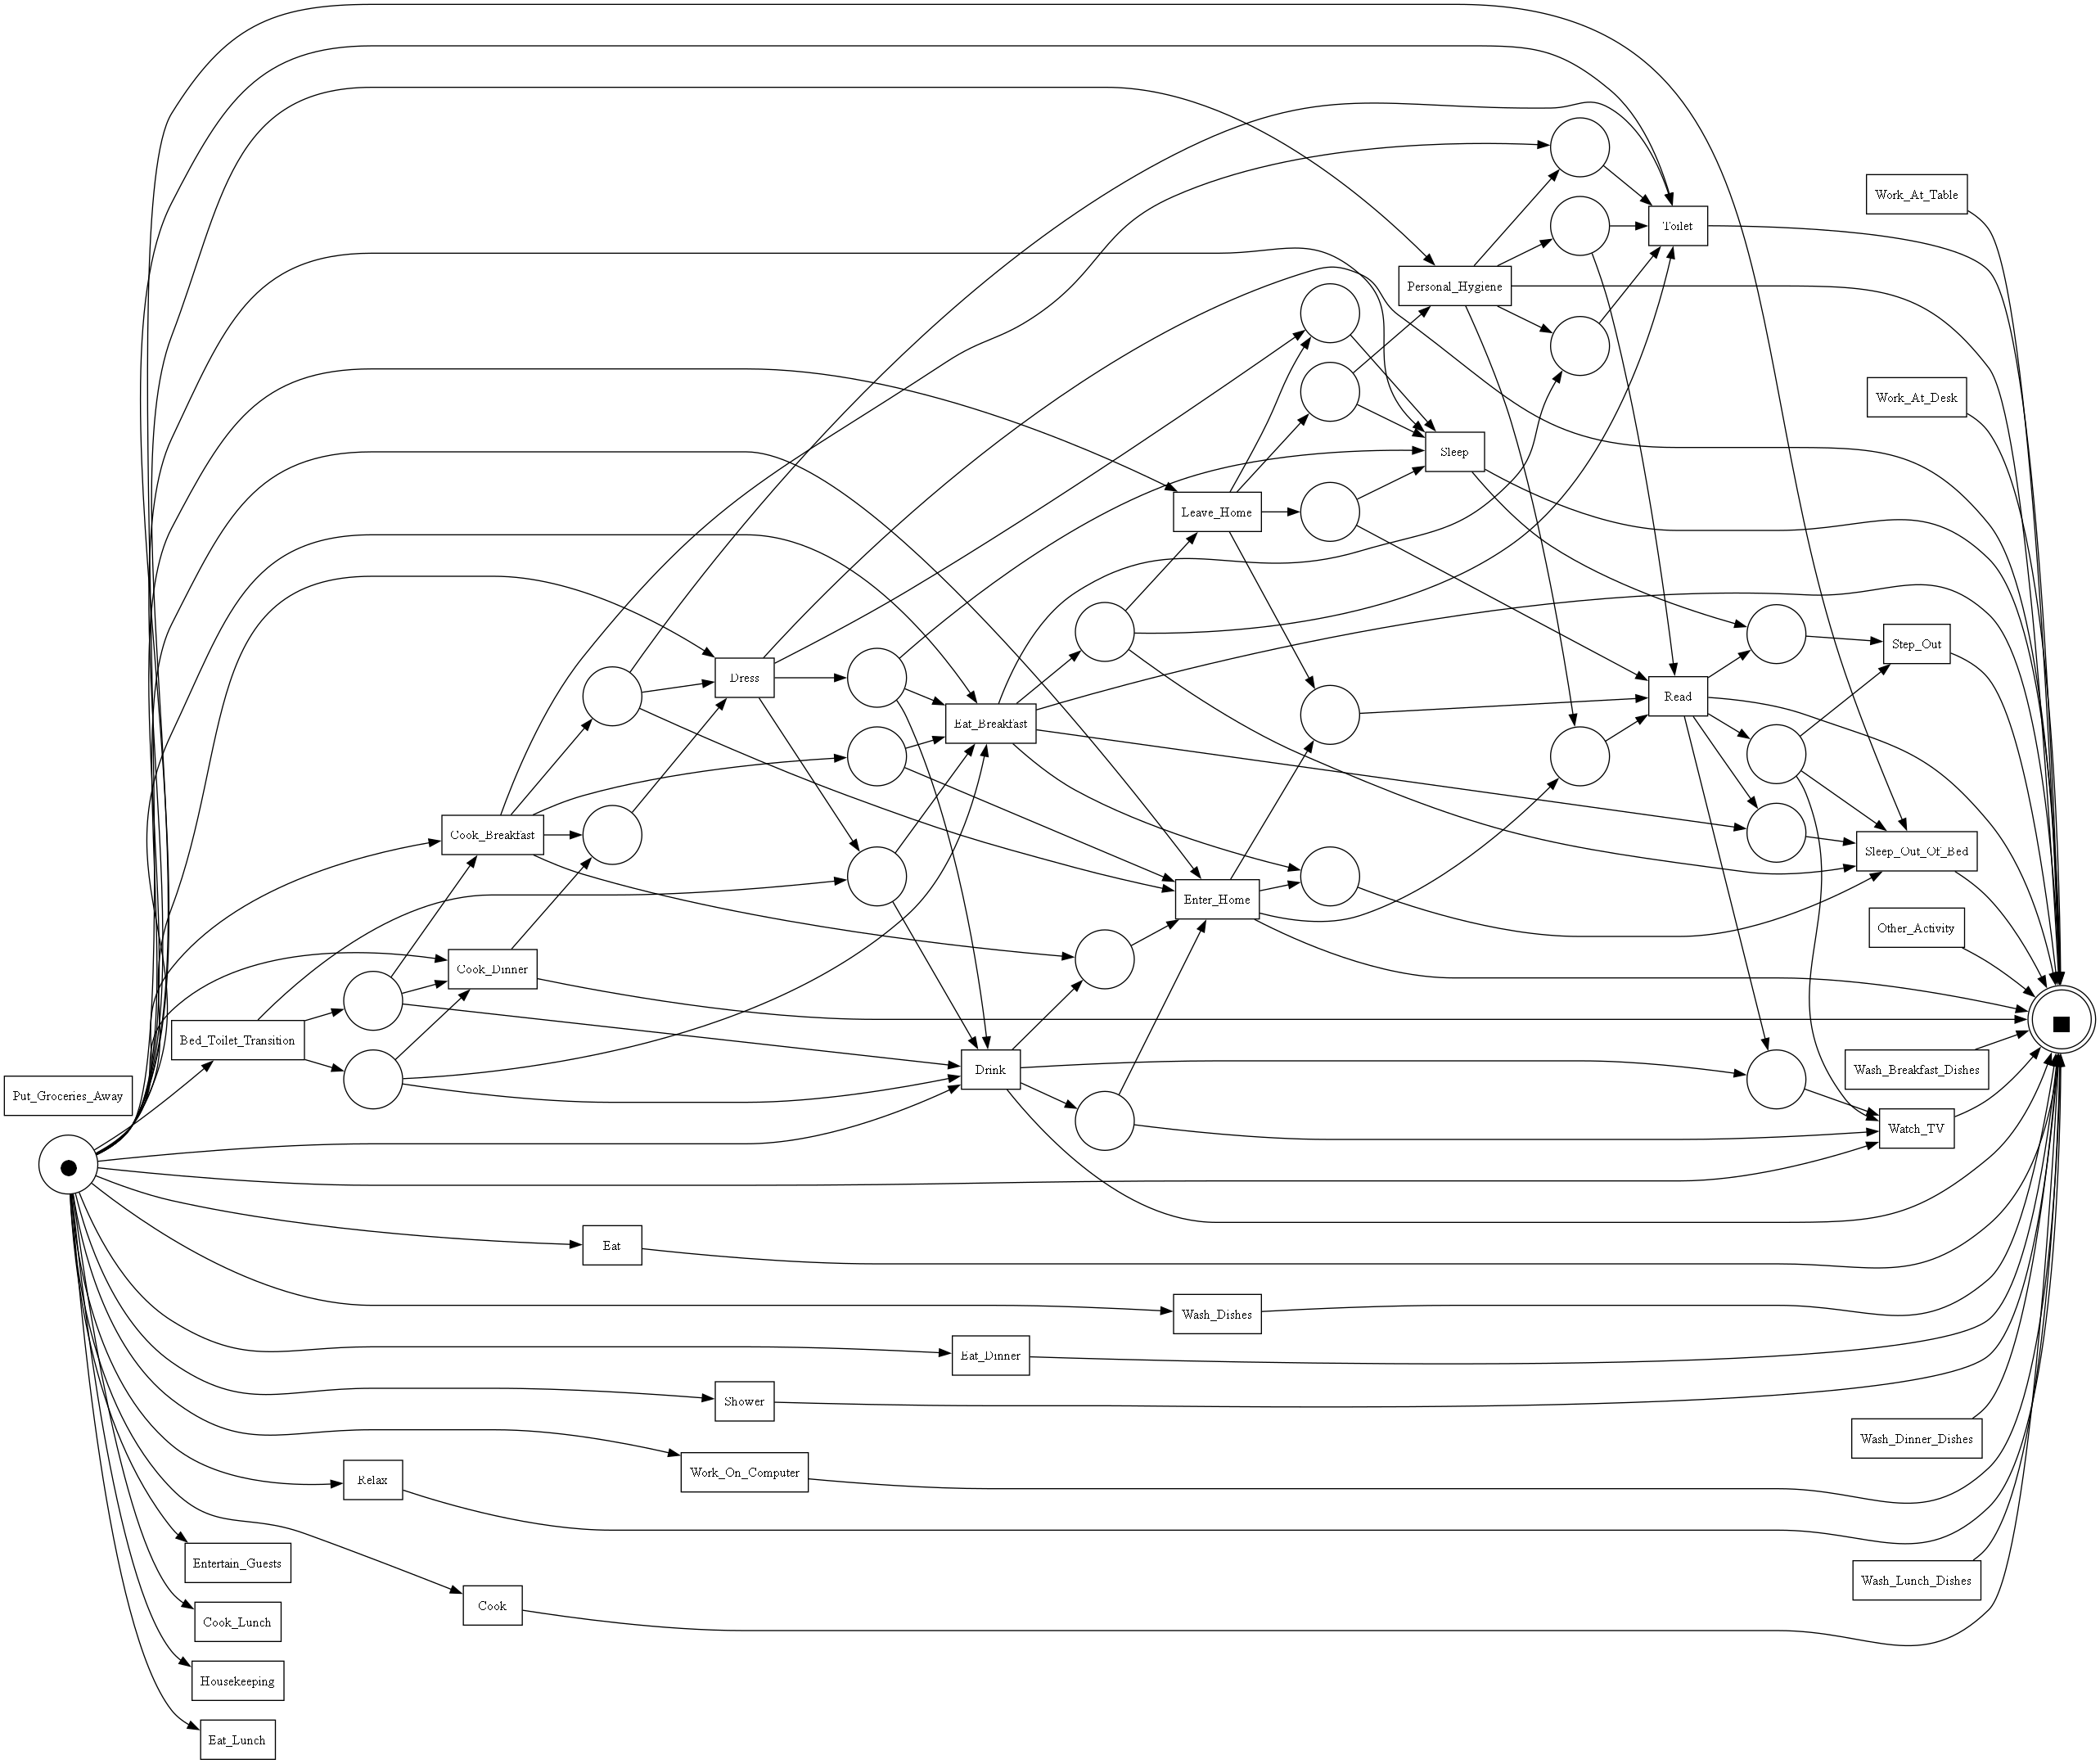 Work_At_Table
Toilet
Personal_Hygiene
Work_At_Desk
Sleep
Leave_Home
Step_Out
Dress
Read
Eat_Breakfast
Cook_Breakfast
Sleep_Out_Of_Bed
Enter_Home
Other_Activity
Cook_Dinner
Bed_Toilet_Transition
Drink
Wash_Breakfast_Dishes
Put_Groceries_Away
Watch_TV
Eat
Wash_Dishes
Eat_Dinner
Shower
Wash_Dinner_Dishes
Work_On_Computer
Relax
Entertain_Guests
Wash_Lunch_Dishes
Cook
Cook_Lunch
Housekeeping
Eat_Lunch